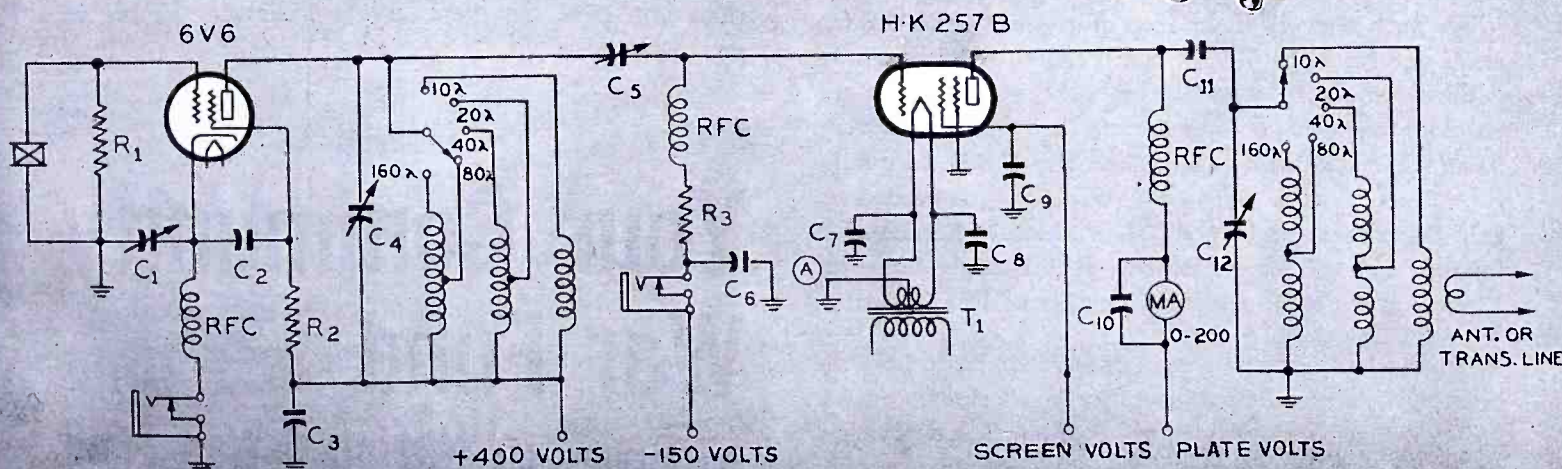 6V6
H-K 257B
R1
C1
C2
RFC
R2
C3
C4
10λ
20λ
40λ
80λ
160λ
+400 VOLTS
C5
RFC
R3
C6
-150 VOLTS
C7
C8
A
T1
C9
SCREEN VOLTS
PLATE VOLTS
C11
RFC
C10
MA
0-200
C12
10λ
20λ
40λ
80λ
160λ
ANT. OR
TRANS. LINE